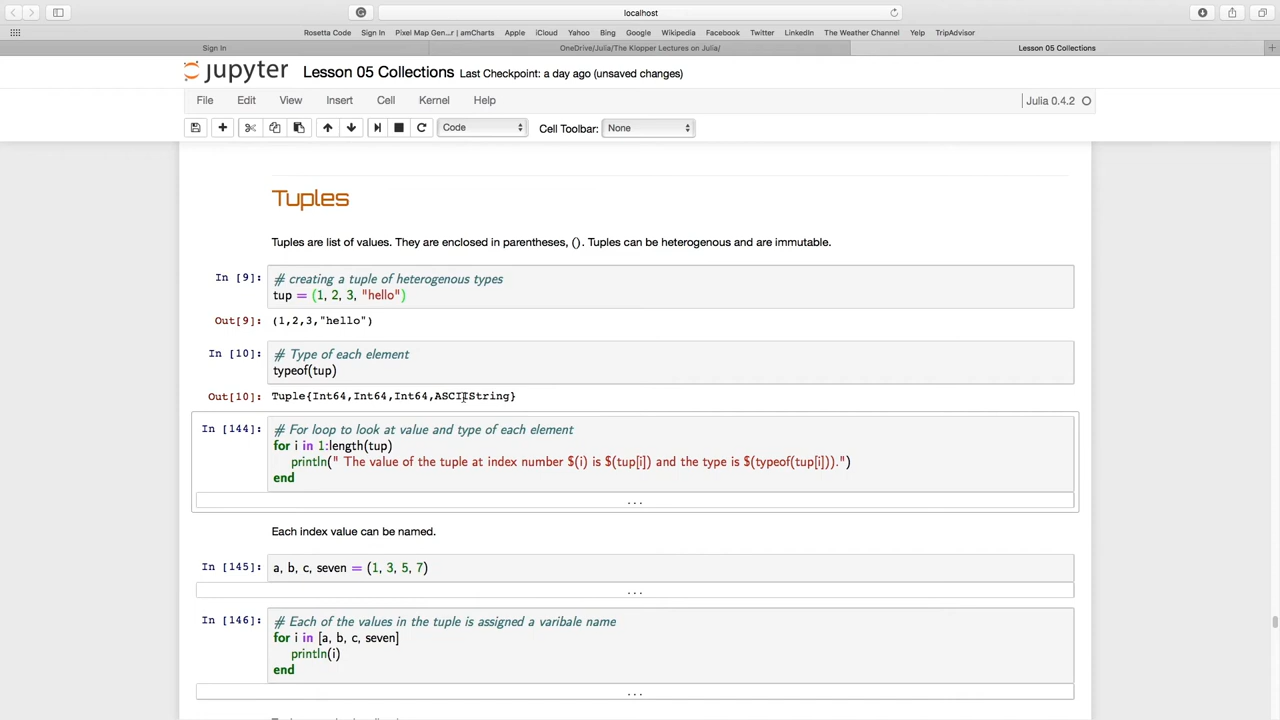 localhost
Rosetta Code Sign In Pixel Map Gen...r | amCharts Apple iCloud Yahoo Bing Google Wikipedia Facebook Twitter LinkedIn The Weather Channel Yelp TripAdvisor
Sign In OneDrive/Julia/The Klopper Lectures on Julia/ Lesson 05 Collections
jupyter Lesson 05 Collections Last Checkpoint: a day ago (unsaved changes)
File Edit View Insert Cell Kernel Help Julia 0.4.2
Code Cell Toolbar: None
Tuples
Tuples are list of values. They are enclosed in parentheses, (). Tuples can be heterogenous and are immutable.
In [9]: # creating a tuple of heterogenous types
tup = (1, 2, 3, "hello")
Out[9]: (1,2,3,"hello")
In [10]: # Type of each element
typeof(tup)
Out[10]: Tuple{Int64,Int64,Int64,ASCIIString}
In [144]: # For loop to look at value and type of each element
for i in 1:length(tup)
println(" The value of the tuple at index number $(i) is $(tup[i]) and the type is $(typeof(tup[i])).")
end
...
Each index value can be named.
In [145]: a, b, c, seven = (1, 3, 5, 7)
...
In [146]: # Each of the values in the tuple is assigned a varibale name
for i in [a, b, c, seven]
println(i)
end
...